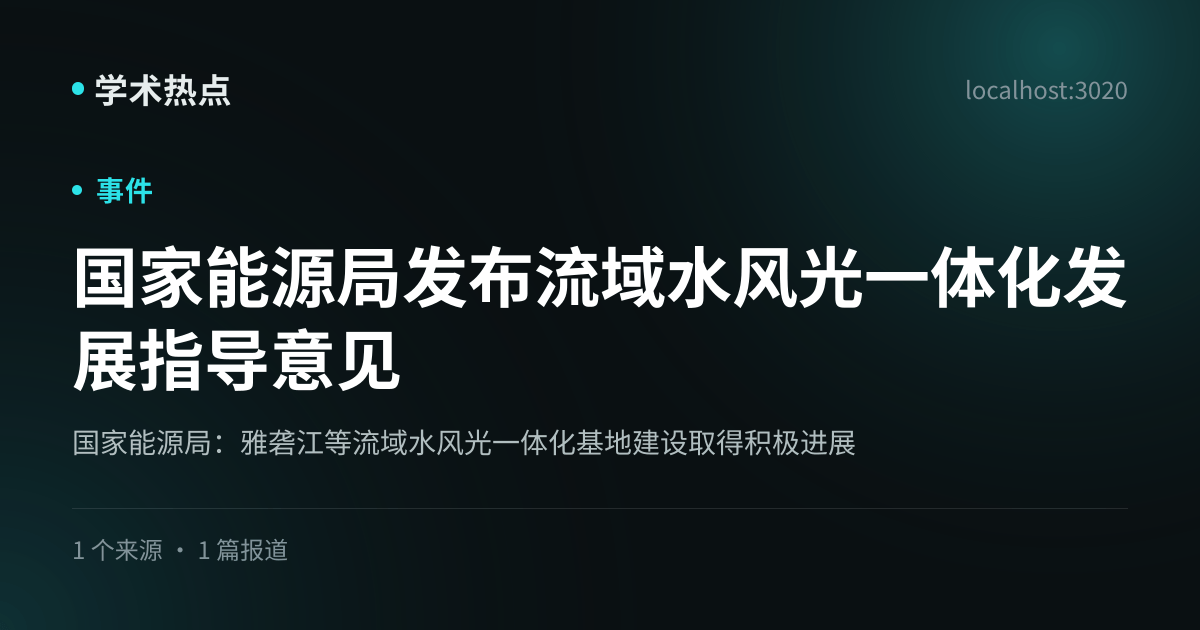 学术热点
localhost:3020
事件
国家能源局发布流域水风光一体化发
展指导意见
国家能源局：雅砻江等流域水风光一体化基地建设取得积极进展
1 个来源 · 1 篇报道